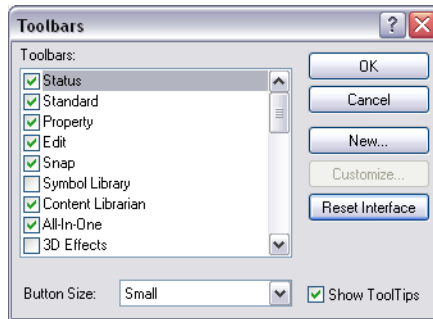 Toolbars
Toolbars:
Status
Standard
Property
Edit
Snap
Symbol Library
Content Librarian
All-In-One
3D Effects
OK
Cancel
New...
Customize...
Reset Interface
Button Size: Small
Show ToolTips